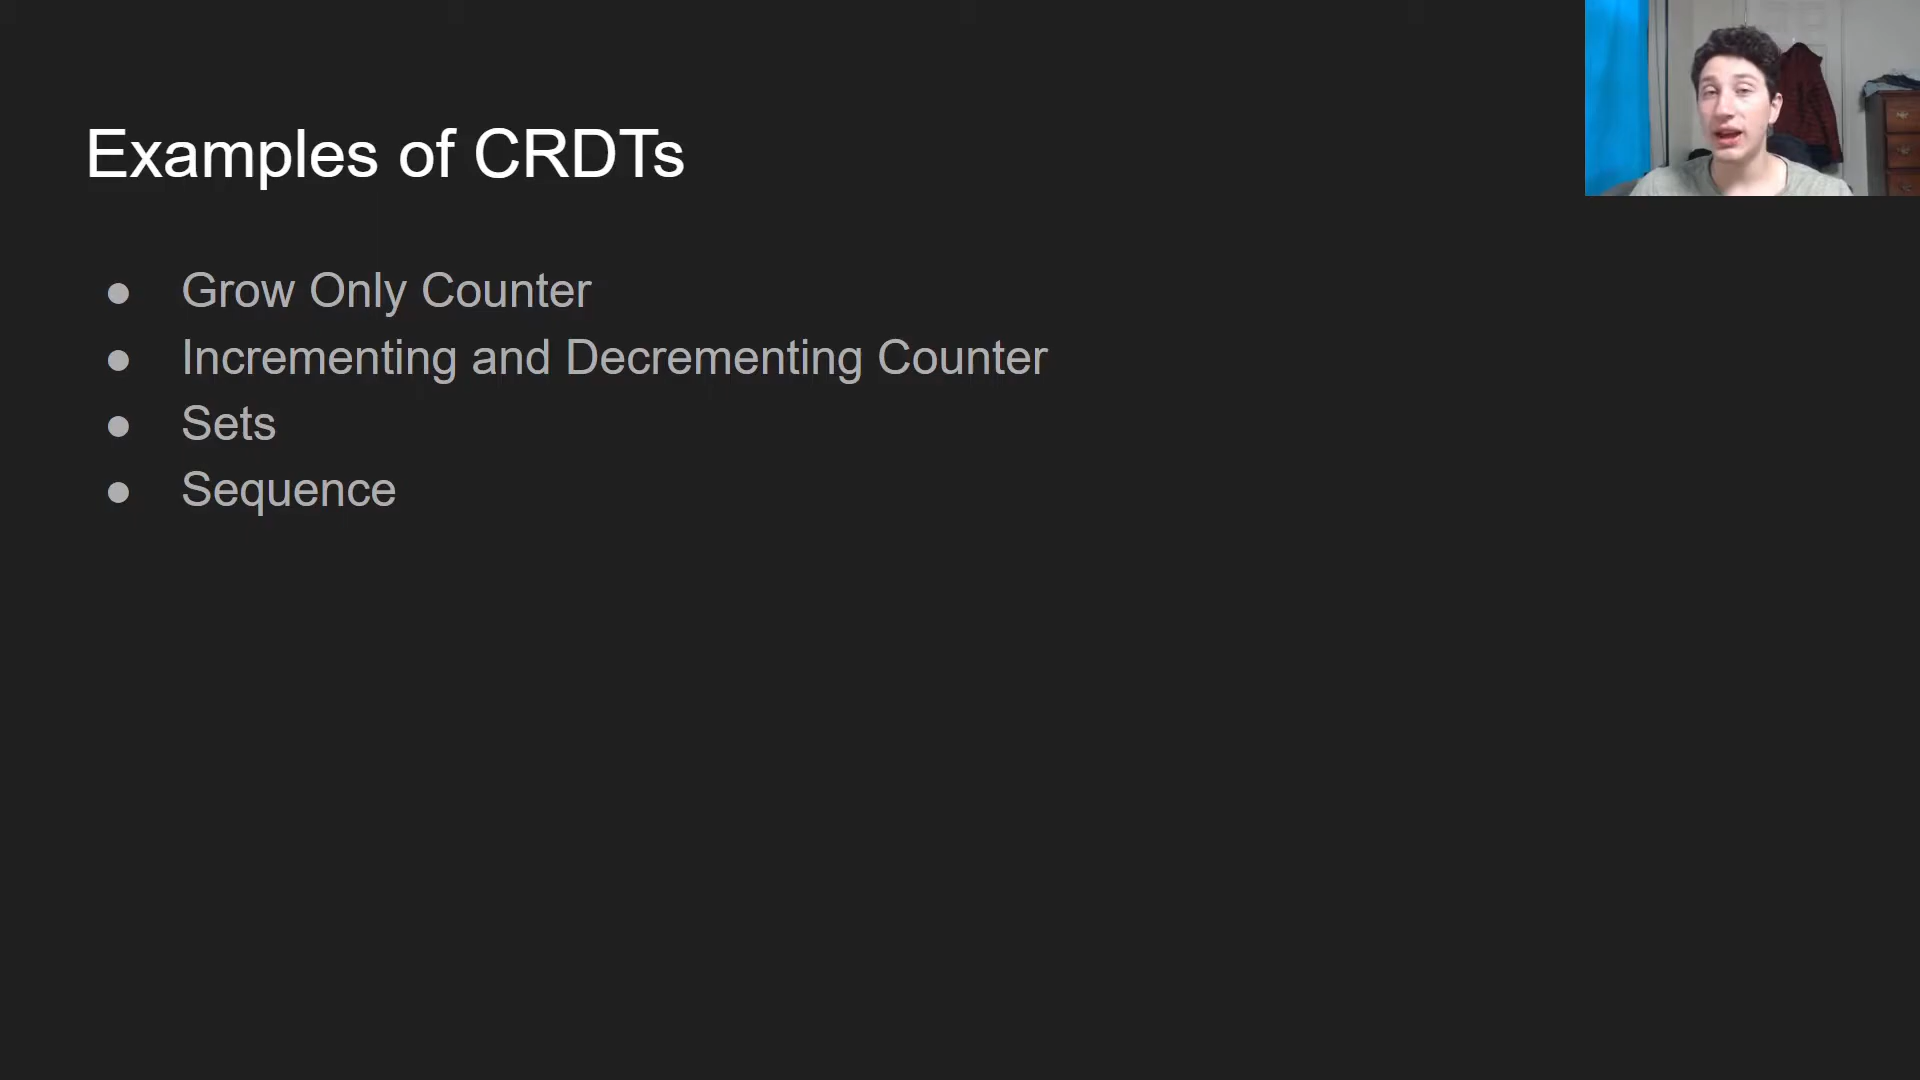 Examples of CRDTs
● Grow Only Counter
● Incrementing and Decrementing Counter
● Sets
● Sequence